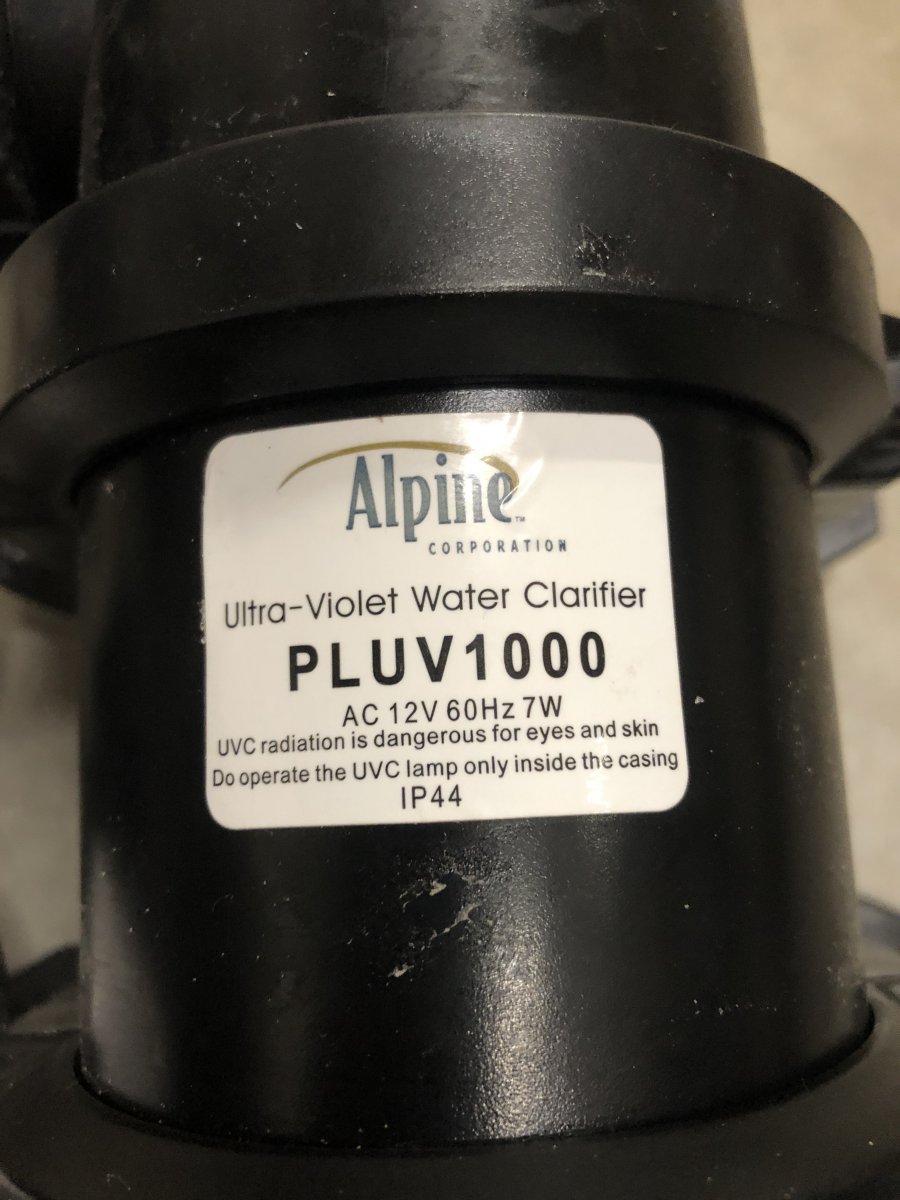 Alpine™
CORPORATION
Ultra-Violet Water Clarifier
PLUV1000
AC 12V 60Hz 7W
UVC radiation is dangerous for eyes and skin
Do operate the UVC lamp only inside the casing
IP44